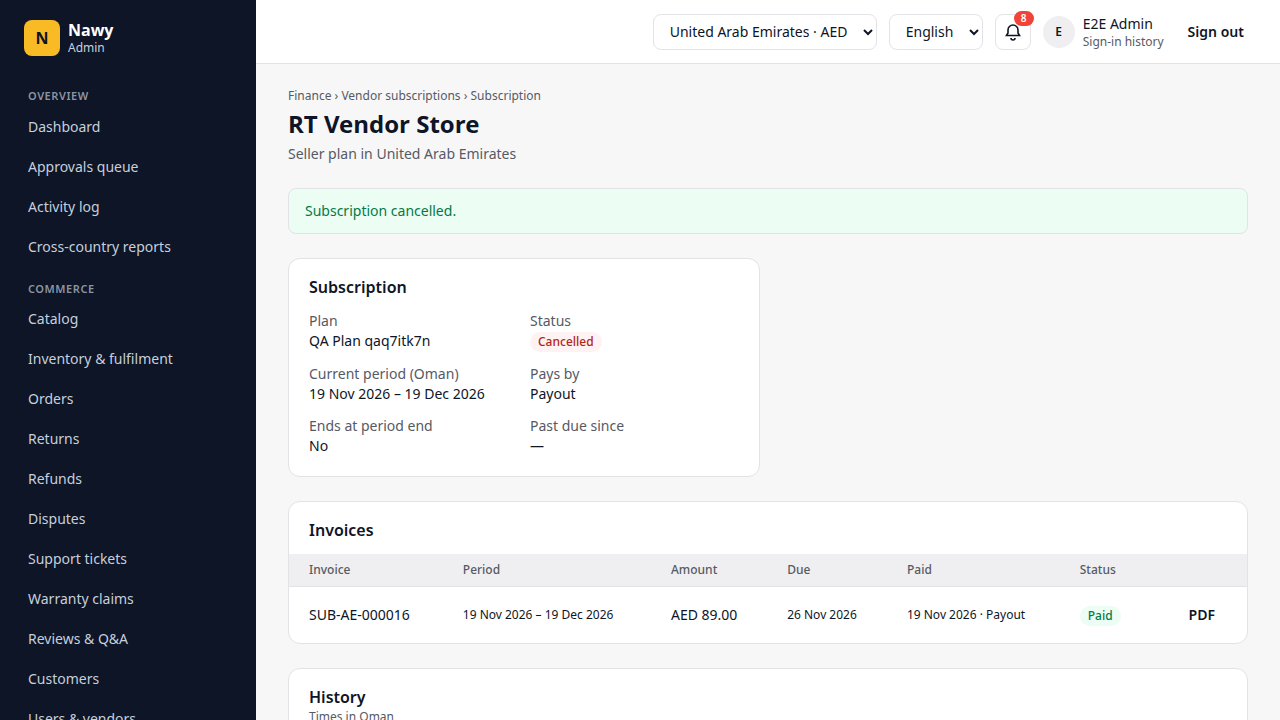 N
Nawy
Admin
OVERVIEW
Dashboard
Approvals queue
Activity log
Cross-country reports
COMMERCE
Catalog
Inventory & fulfilment
Orders
Returns
Refunds
Disputes
Support tickets
Warranty claims
Reviews & Q&A
Customers
Users & vendors
United Arab Emirates · AED
English
8
E
E2E Admin
Sign-in history
Sign out
Finance › Vendor subscriptions › Subscription
RT Vendor Store
Seller plan in United Arab Emirates
Subscription cancelled.
Subscription
Plan Status
QA Plan qaq7itk7n Cancelled
Current period (Oman) Pays by
19 Nov 2026 – 19 Dec 2026 Payout
Ends at period end Past due since
No —
Invoices
Invoice Period Amount Due Paid Status
SUB-AE-000016 19 Nov 2026 – 19 Dec 2026 AED 89.00 26 Nov 2026 19 Nov 2026 · Payout Paid PDF
History
Times in Oman